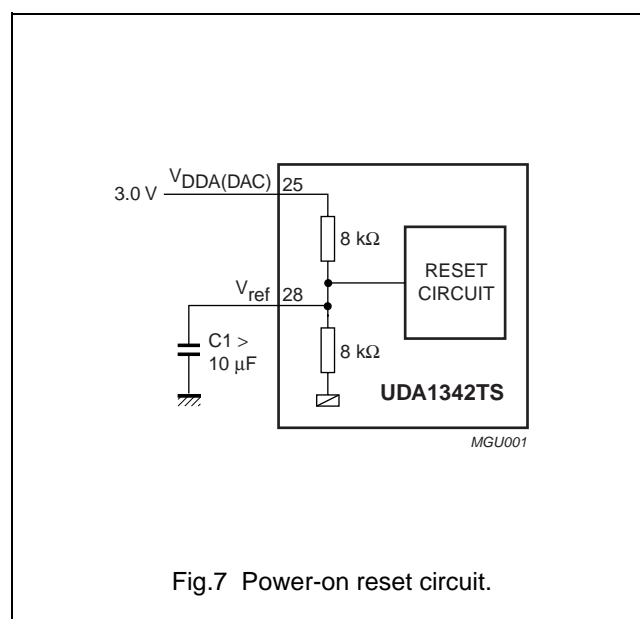 VDDA(DAC)
3.0 V
25
8 kΩ
RESET
CIRCUIT
Vref
28
C1 >
10 μF
8 kΩ
UDA1342TS
MGU001
Fig.7 Power-on reset circuit.